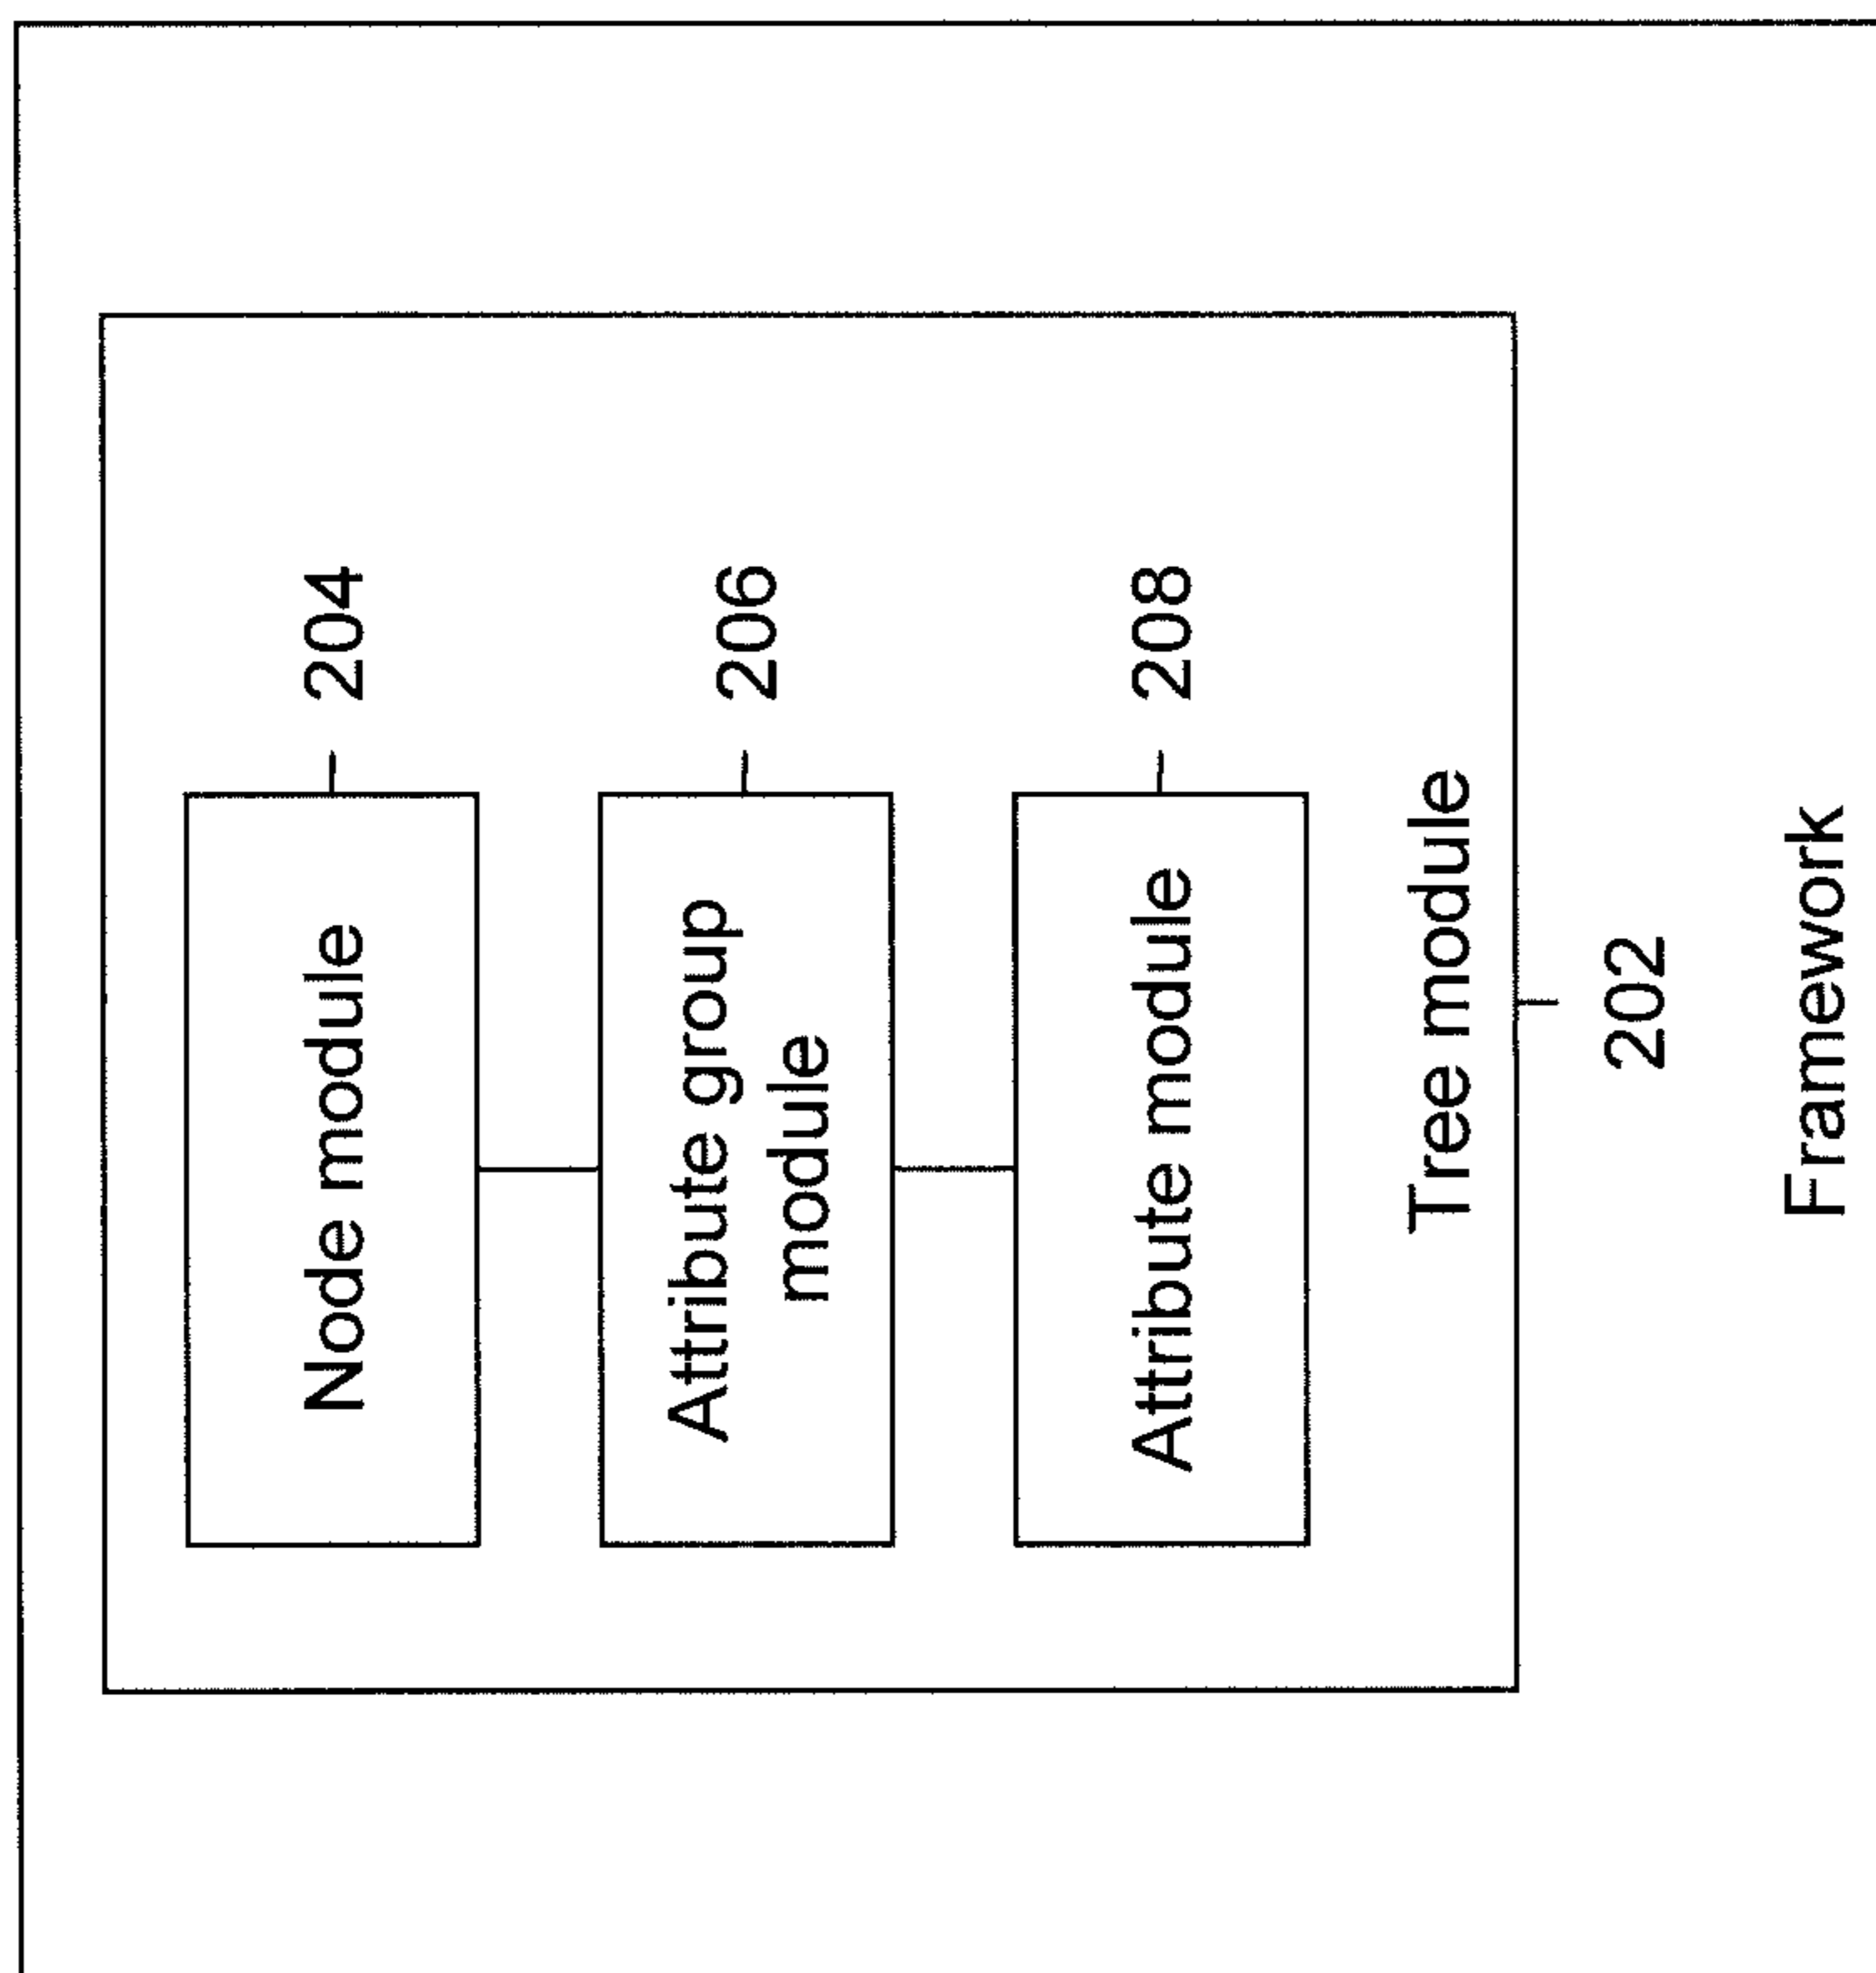 Node module
204
Attribute group
module
206
Attribute module
208
Tree module
202
Framework